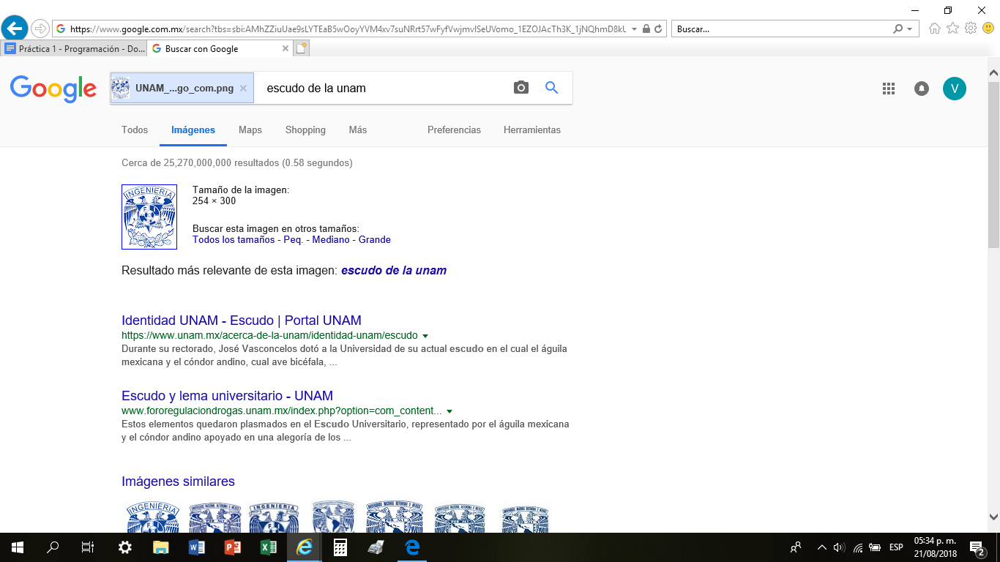 https://www.google.com.mx/search?tbs=sbi:AMhZZiuUae9sLYTEaB5wOoyYVM4xv7suNRrt57wFyfVwjmvISeUVomo_1EZOJAcTh3K_1jNQhmD8kU
Buscar...
Práctica 1 - Programación - Do...
Buscar con Google
Google
UNAM_...go_com.png
escudo de la unam
V
Todos
Imágenes
Maps
Shopping
Más
Preferencias
Herramientas
Cerca de 25,270,000,000 resultados (0.58 segundos)
INGENIERIA
Tamaño de la imagen:
254 × 300
Buscar esta imagen en otros tamaños:
Todos los tamaños - Peq. - Mediano - Grande
Resultado más relevante de esta imagen: escudo de la unam
Identidad UNAM - Escudo | Portal UNAM
https://www.unam.mx/acerca-de-la-unam/identidad-unam/escudo
Durante su rectorado, José Vasconcelos dotó a la Universidad de su actual escudo en el cual el águila
mexicana y el cóndor andino, cual ave bicéfala, ...
Escudo y lema universitario - UNAM
www.fororegulaciondrogas.unam.mx/index.php?option=com_content...
Estos elementos quedaron plasmados en el Escudo Universitario, representado por el águila mexicana
y el cóndor andino apoyado en una alegoría de los ...
Imágenes similares
INGENIERIA
INGENIERIA
ESP
05:34 p. m.
21/08/2018
2